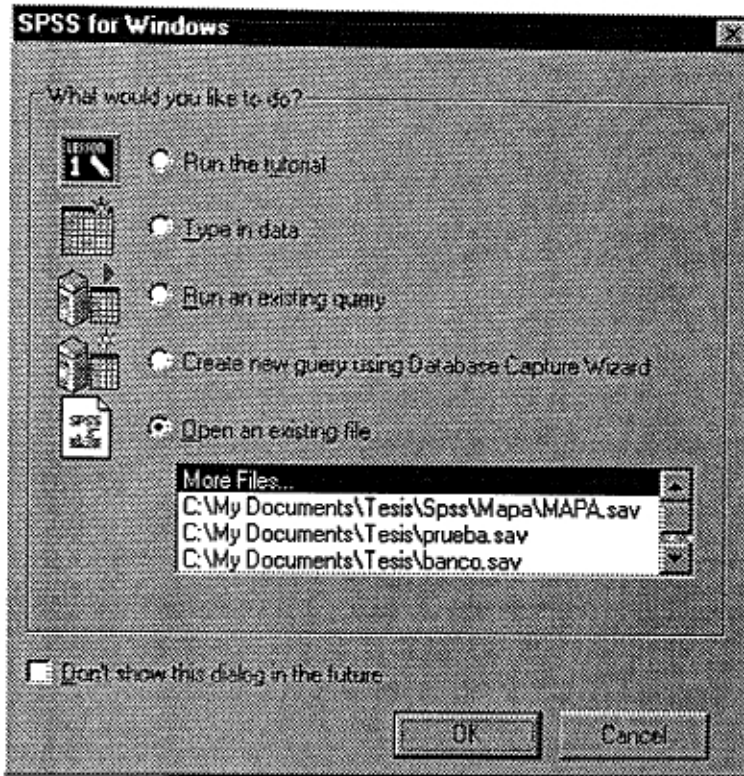 SPSS for Windows
What would you like to do?
LESSON
1
Run the tutorial
Type in data
Run an existing query
Create new query using Database Capture Wizard
SPSS
Open an existing file
More Files...
C:\My Documents\Tesis\Spss\Mapa\MAPA.sav
C:\My Documents\Tesis\prueba.sav
C:\My Documents\Tesis\banco.sav
Don't show this dialog in the future
OK
Cancel